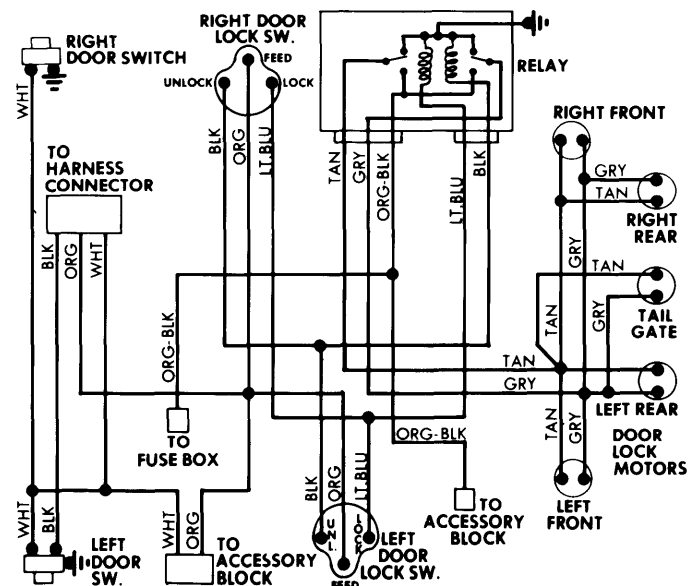 RIGHT DOOR
LOCK SW.
RIGHT
DOOR SWITCH
FEED
UNLOCK
LOCK
RELAY
WHT
BLK
ORG
LT.BLU
TAN
GRY
ORG-BLK
LT.BLU
BLK
RIGHT FRONT
GRY
TAN
RIGHT
REAR
TO
HARNESS
CONNECTOR
BLK
ORG
WHT
GRY
TAN
TAN
GRY
TAIL
GATE
ORG-BLK
TAN
GRY
LEFT REAR
TO
FUSE BOX
ORG-BLK
TAN
GRY
DOOR
LOCK
MOTORS
BLK
ORG
LT.BLU
TO
ACCESSORY
BLOCK
LEFT
FRONT
WHT
BLK
LEFT
DOOR
SW.
WHT
ORG
TO
ACCESSORY
BLOCK
UNL.
LOCK
LEFT
DOOR
LOCK SW.
FEED